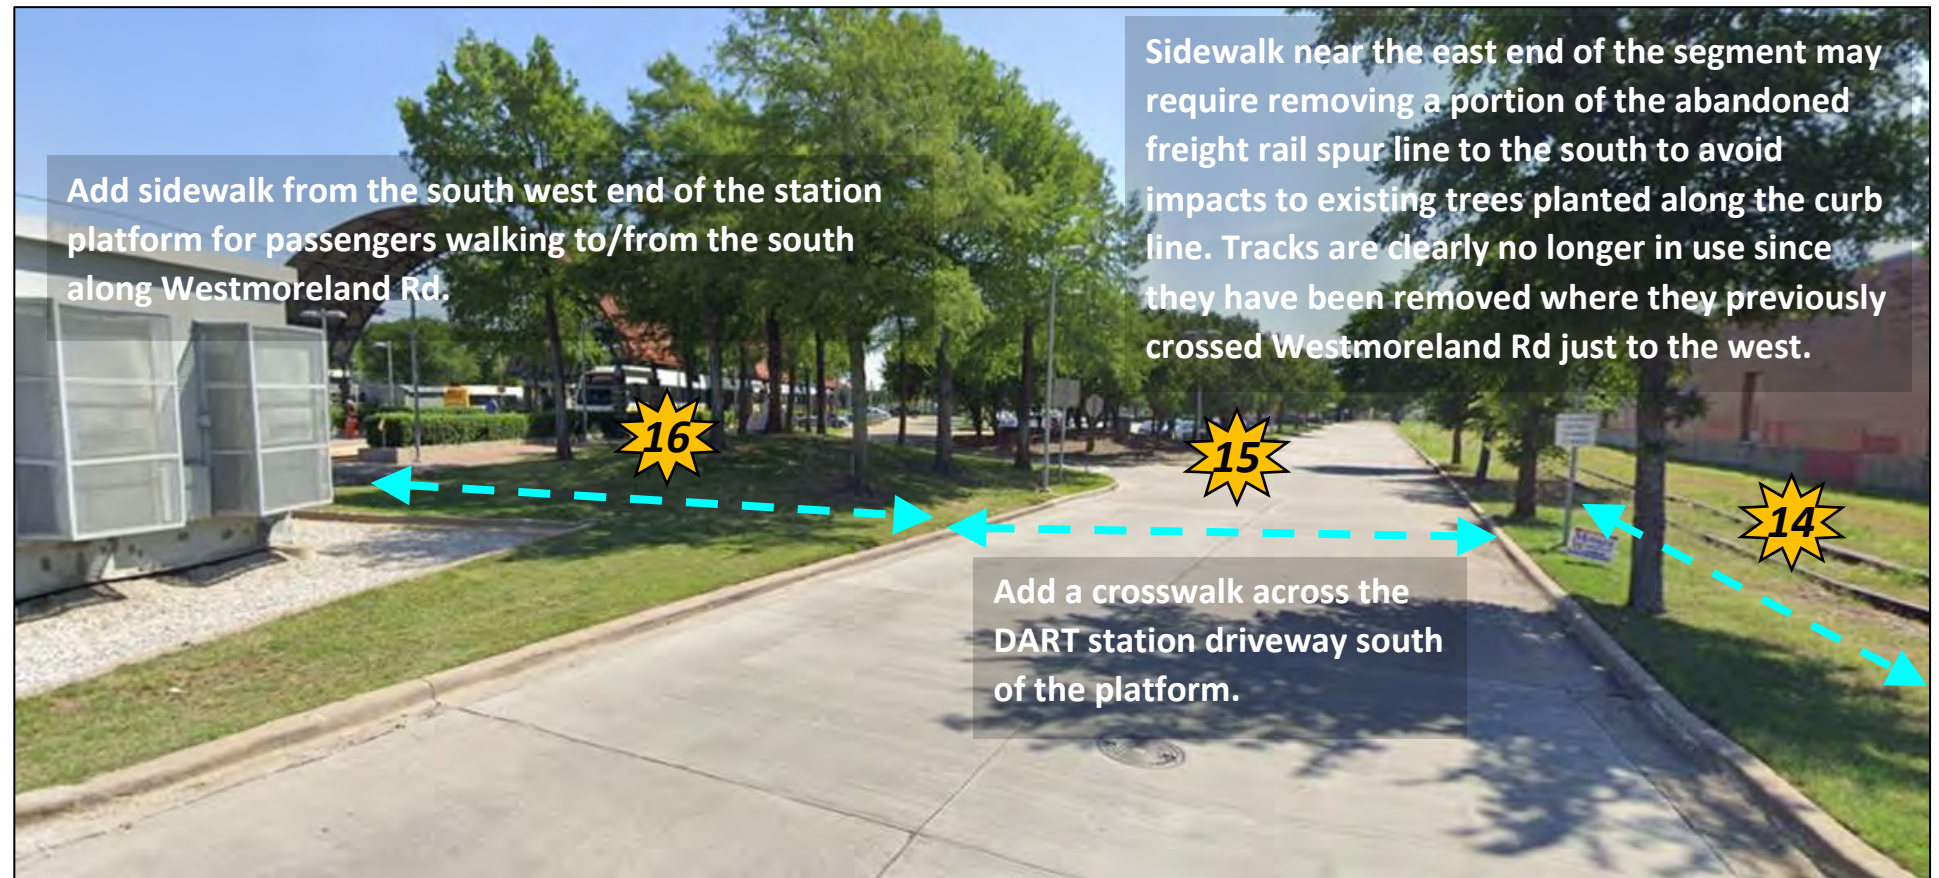 Add sidewalk from the south west end of the station
platform for passengers walking to/from the south
along Westmoreland Rd.
Sidewalk near the east end of the segment may
require removing a portion of the abandoned
freight rail spur line to the south to avoid
impacts to existing trees planted along the curb
line. Tracks are clearly no longer in use since
they have been removed where they previously
crossed Westmoreland Rd just to the west.
16
15
14
Add a crosswalk across the
DART station driveway south
of the platform.